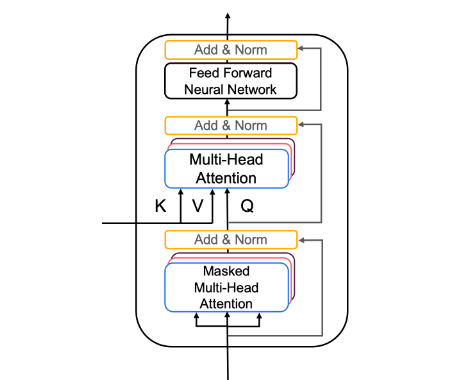 Add & Norm
Feed Forward
Neural Network
Add & Norm
Multi-Head
Attention
K V Q
Add & Norm
Masked
Multi-Head
Attention